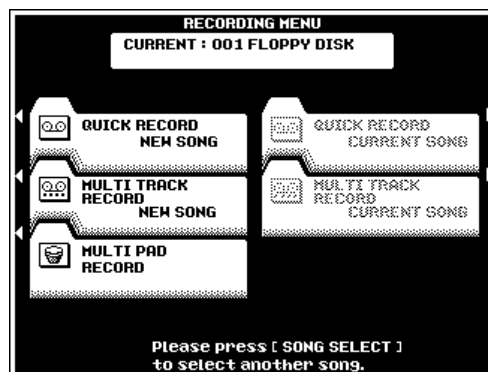 RECORDING MENU
CURRENT : 001 FLOPPY DISK
QUICK RECORD
NEW SONG
QUICK RECORD
CURRENT SONG
MULTI TRACK
RECORD
NEW SONG
MULTI TRACK
RECORD
CURRENT SONG
MULTI PAD
RECORD
Please press [ SONG SELECT ]
to select another song.